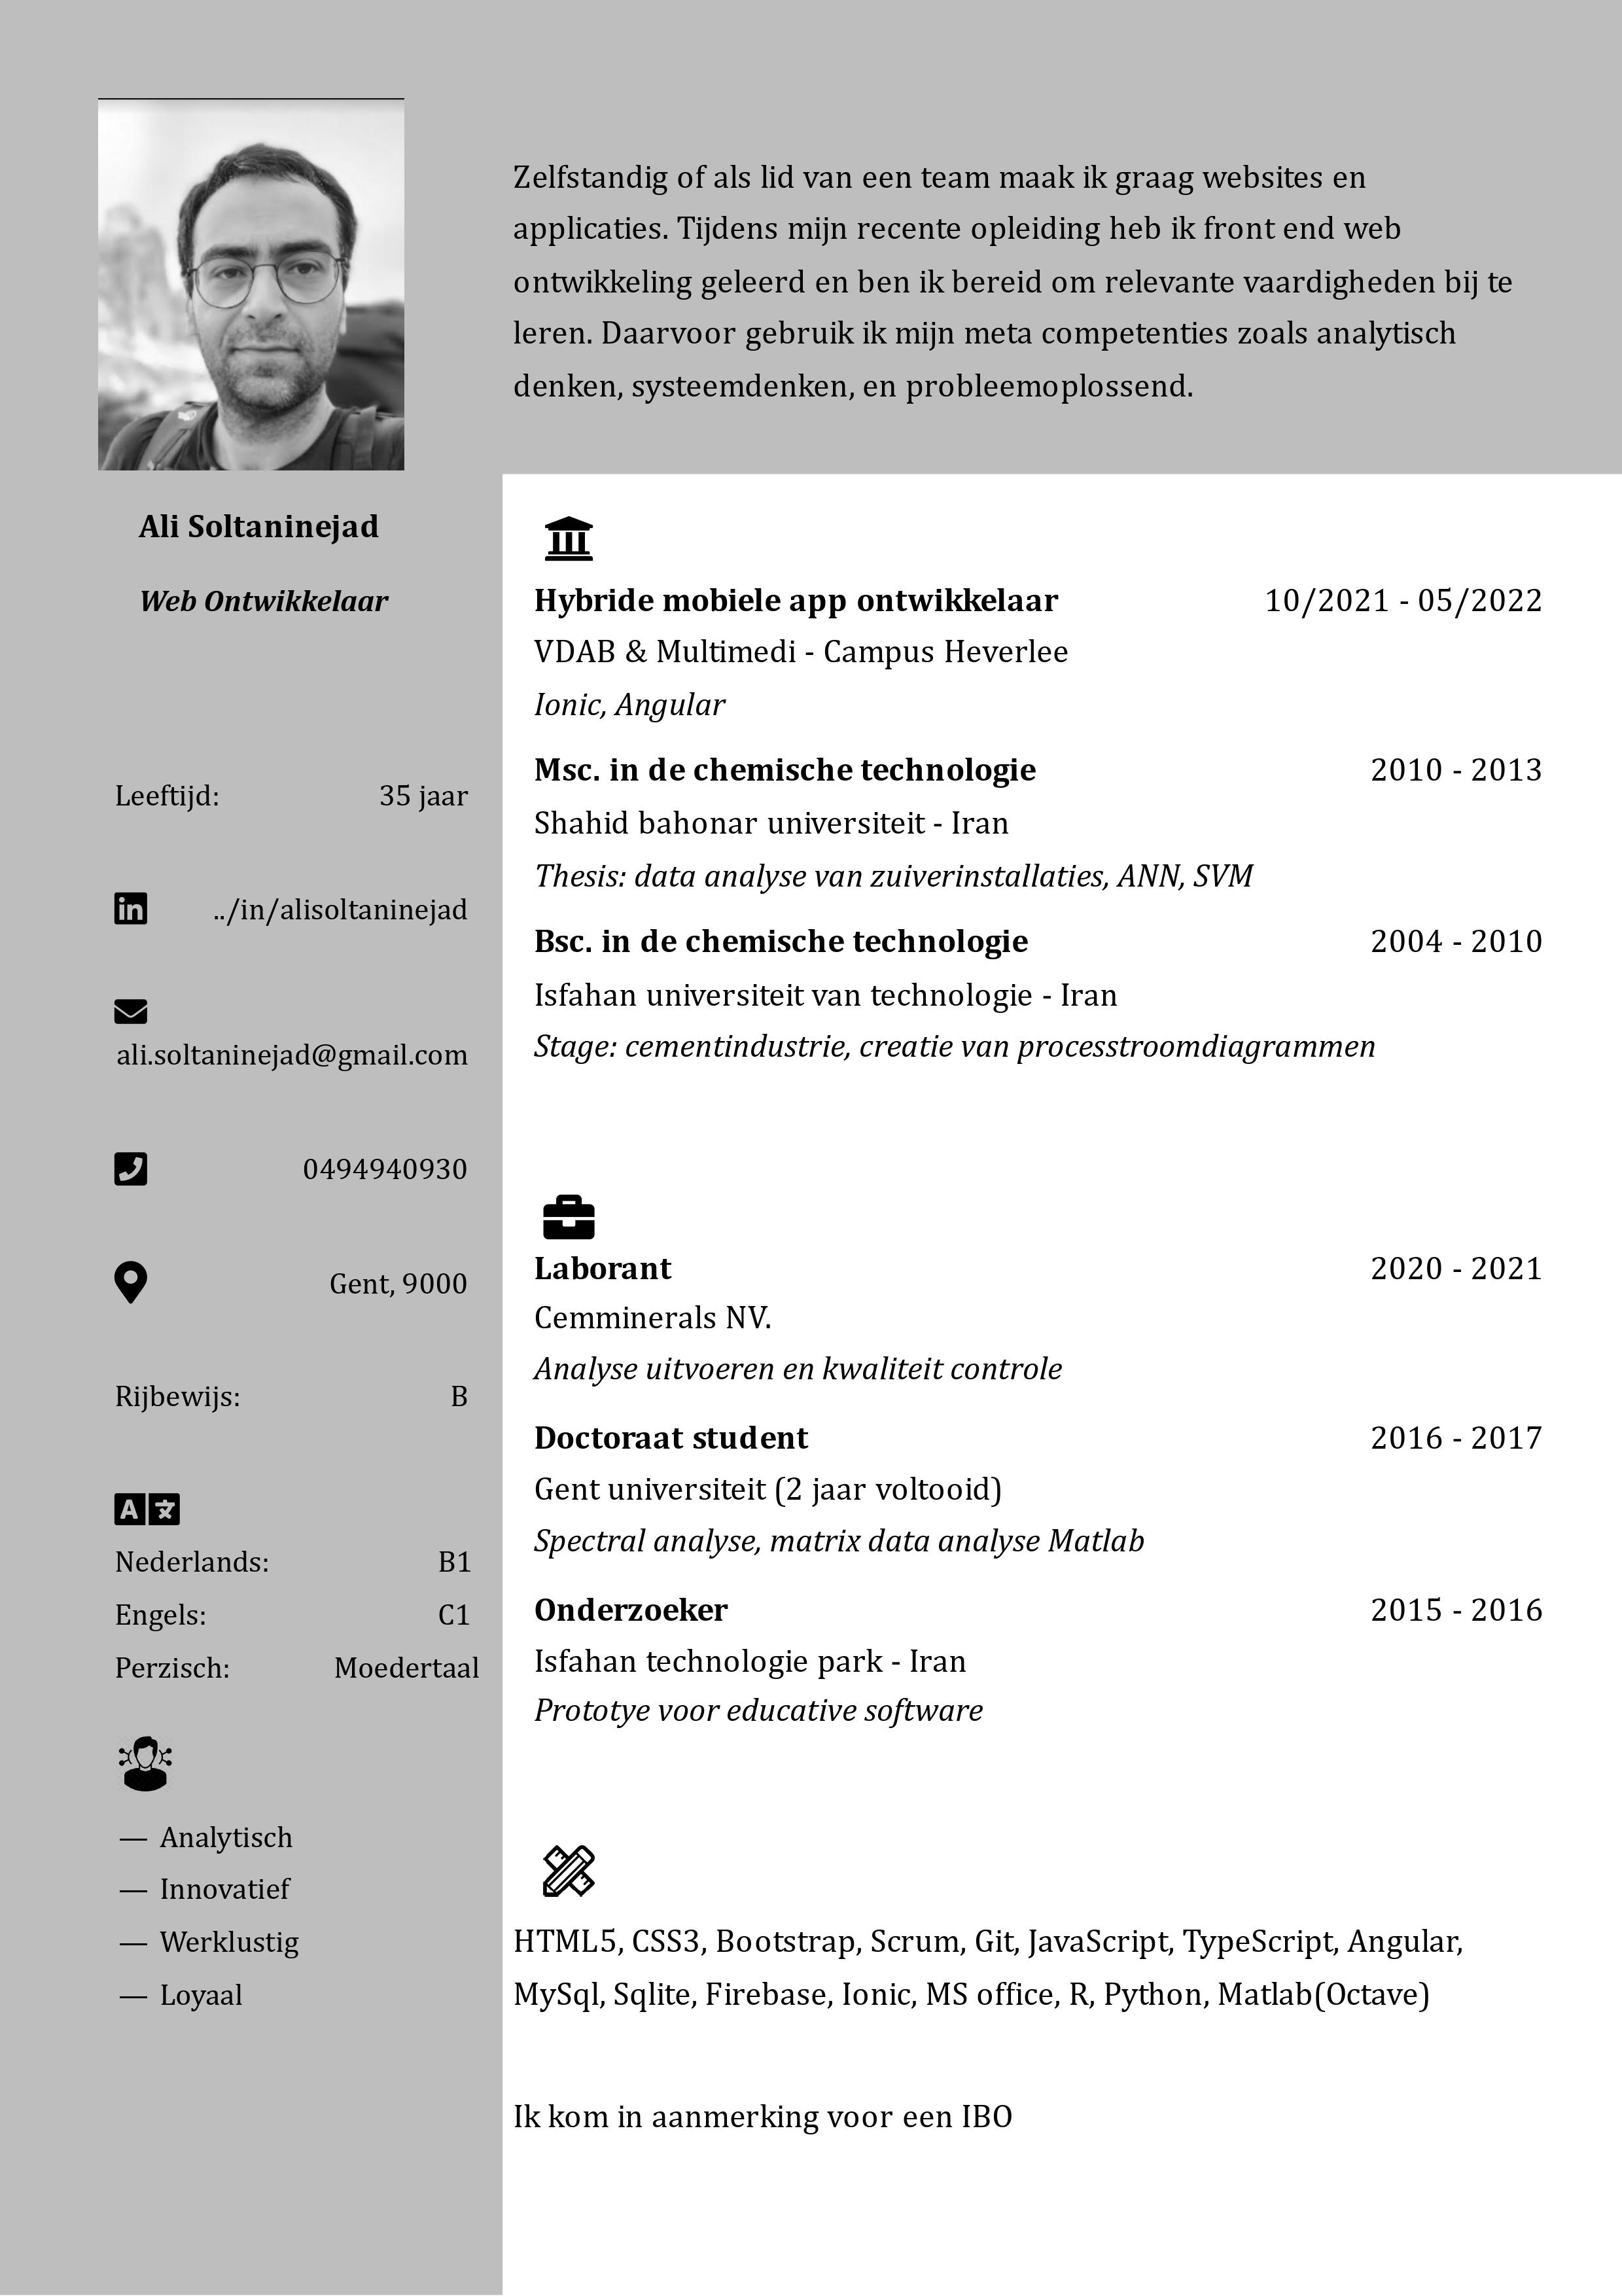 Zelfstandig of als lid van een team maak ik graag websites en
applicaties. Tijdens mijn recente opleiding heb ik front end web
ontwikkeling geleerd en ben ik bereid om relevante vaardigheden bij te
leren. Daarvoor gebruik ik mijn meta competenties zoals analytisch
denken, systeemdenken, en probleemoplossend.
Ali Soltaninejad
Web Ontwikkelaar
Leeftijd: 35 jaar
in ../in/alisoltaninejad
ali.soltaninejad@gmail.com
0494940930
Gent, 9000
Rijbewijs: B
A 文
Nederlands: B1
Engels: C1
Perzisch: Moedertaal
— Analytisch
— Innovatief
— Werklustig
— Loyaal
Hybride mobiele app ontwikkelaar 10/2021 - 05/2022
VDAB & Multimedi - Campus Heverlee
Ionic, Angular
Msc. in de chemische technologie 2010 - 2013
Shahid bahonar universiteit - Iran
Thesis: data analyse van zuiverinstallaties, ANN, SVM
Bsc. in de chemische technologie 2004 - 2010
Isfahan universiteit van technologie - Iran
Stage: cementindustrie, creatie van processtroomdiagrammen
Laborant 2020 - 2021
Cemminerals NV.
Analyse uitvoeren en kwaliteit controle
Doctoraat student 2016 - 2017
Gent universiteit (2 jaar voltooid)
Spectral analyse, matrix data analyse Matlab
Onderzoeker 2015 - 2016
Isfahan technologie park - Iran
Prototye voor educative software
HTML5, CSS3, Bootstrap, Scrum, Git, JavaScript, TypeScript, Angular,
MySql, Sqlite, Firebase, Ionic, MS office, R, Python, Matlab(Octave)
Ik kom in aanmerking voor een IBO